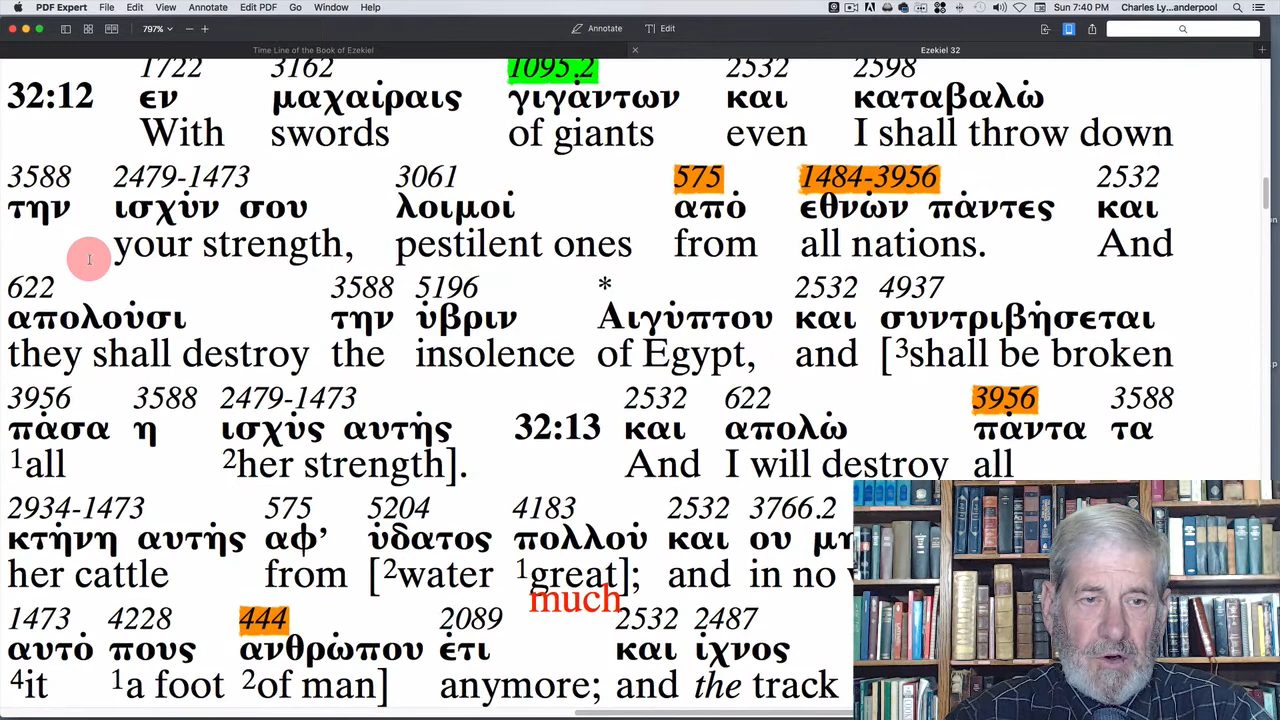 PDF Expert File Edit View Annotate Edit PDF Go Window Help Sun 7:40 PM Charles Ly...anderpool
797% Annotate Edit
Time Line of the Book of Ezekiel Ezekiel 32
1722 3162 1095.2 2532 2598
32:12 εν μαχαίραις γιγάντων και καταβαλώ
With swords of giants even I shall throw down
3588 2479-1473 3061 575 1484-3956 2532
την ισχύν σου λοιμοί από εθνών πάντες και
your strength, pestilent ones from all nations. And
622 3588 5196 * 2532 4937
απολούσι την ύβριν Αιγύπτου και συντριβήσεται
they shall destroy the insolence of Egypt, and [3shall be broken
3956 3588 2479-1473 2532 622 3956 3588
πάσα η ισχύς αυτής 32:13 και απολώ πάντα τα
1all 2her strength]. And I will destroy all
2934-1473 575 5204 4183 2532 3766.2
κτήνη αυτής αφ' ύδατος πολλού και ου μη
her cattle from [2water 1great]; and in no
much
1473 4228 444 2089 2532 2487
αυτό πους ανθρώπου έτι και ίχνος
4it 1a foot 2of man] anymore; and the track